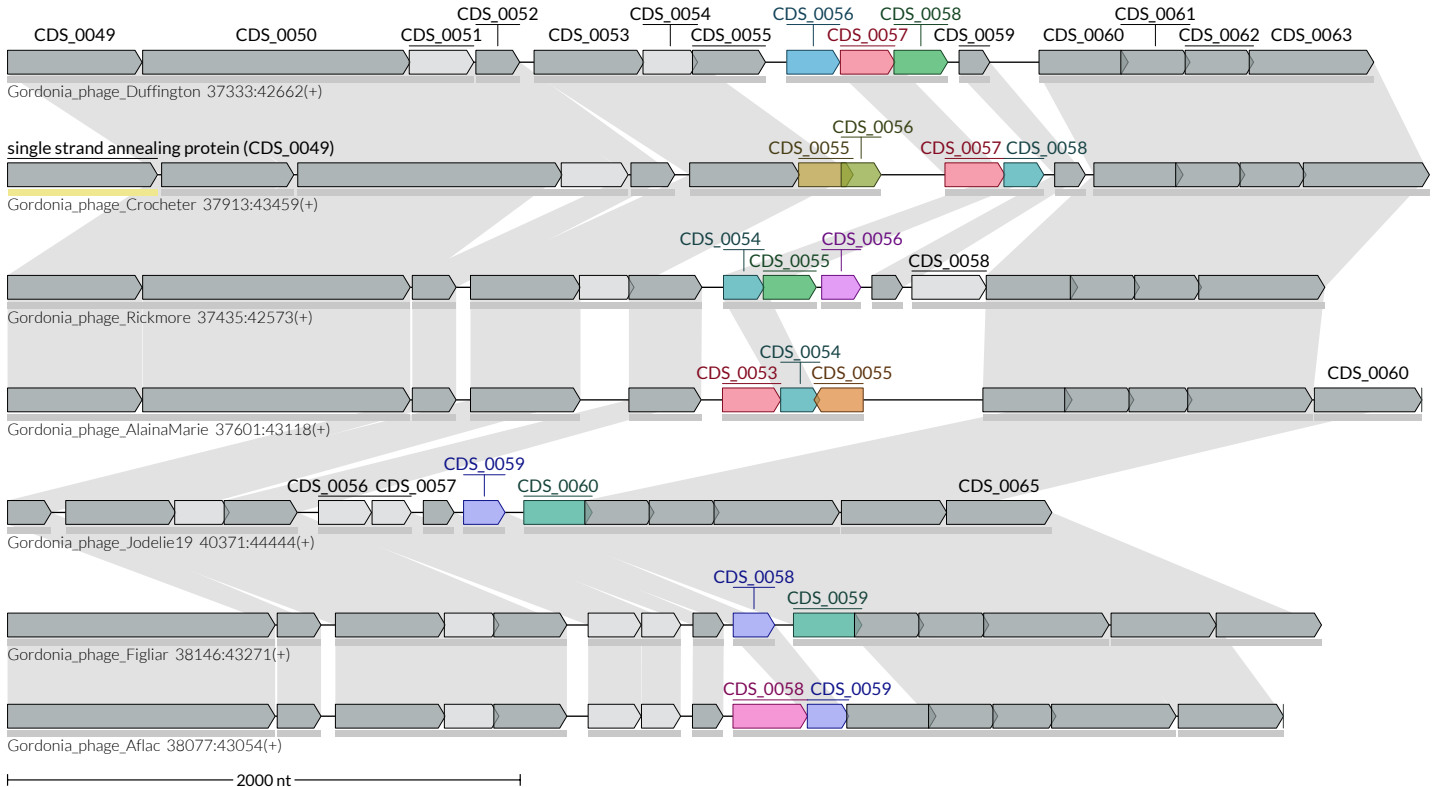 CDS_0052 CDS_0054 CDS_0056 CDS_0058 CDS_0061
CDS_0049 CDS_0050 CDS_0051 CDS_0053 CDS_0055 CDS_0057 CDS_0059 CDS_0060 CDS_0062 CDS_0063
Gordonia_phage_Duffington 37333:42662(+)
CDS_0056
single strand annealing protein (CDS_0049) CDS_0055 CDS_0057 CDS_0058
Gordonia_phage_Crocheter 37913:43459(+)
CDS_0054 CDS_0056
CDS_0055 CDS_0058
Gordonia_phage_Rickmore 37435:42573(+)
CDS_0054
CDS_0053 CDS_0055 CDS_0060
Gordonia_phage_AlainaMarie 37601:43118(+)
CDS_0059
CDS_0056 CDS_0057 CDS_0060 CDS_0065
Gordonia_phage_Jodelie19 40371:44444(+)
CDS_0058
CDS_0059
Gordonia_phage_Figliar 38146:43271(+)
CDS_0058 CDS_0059
Gordonia_phage_Aflac 38077:43054(+)
2000 nt